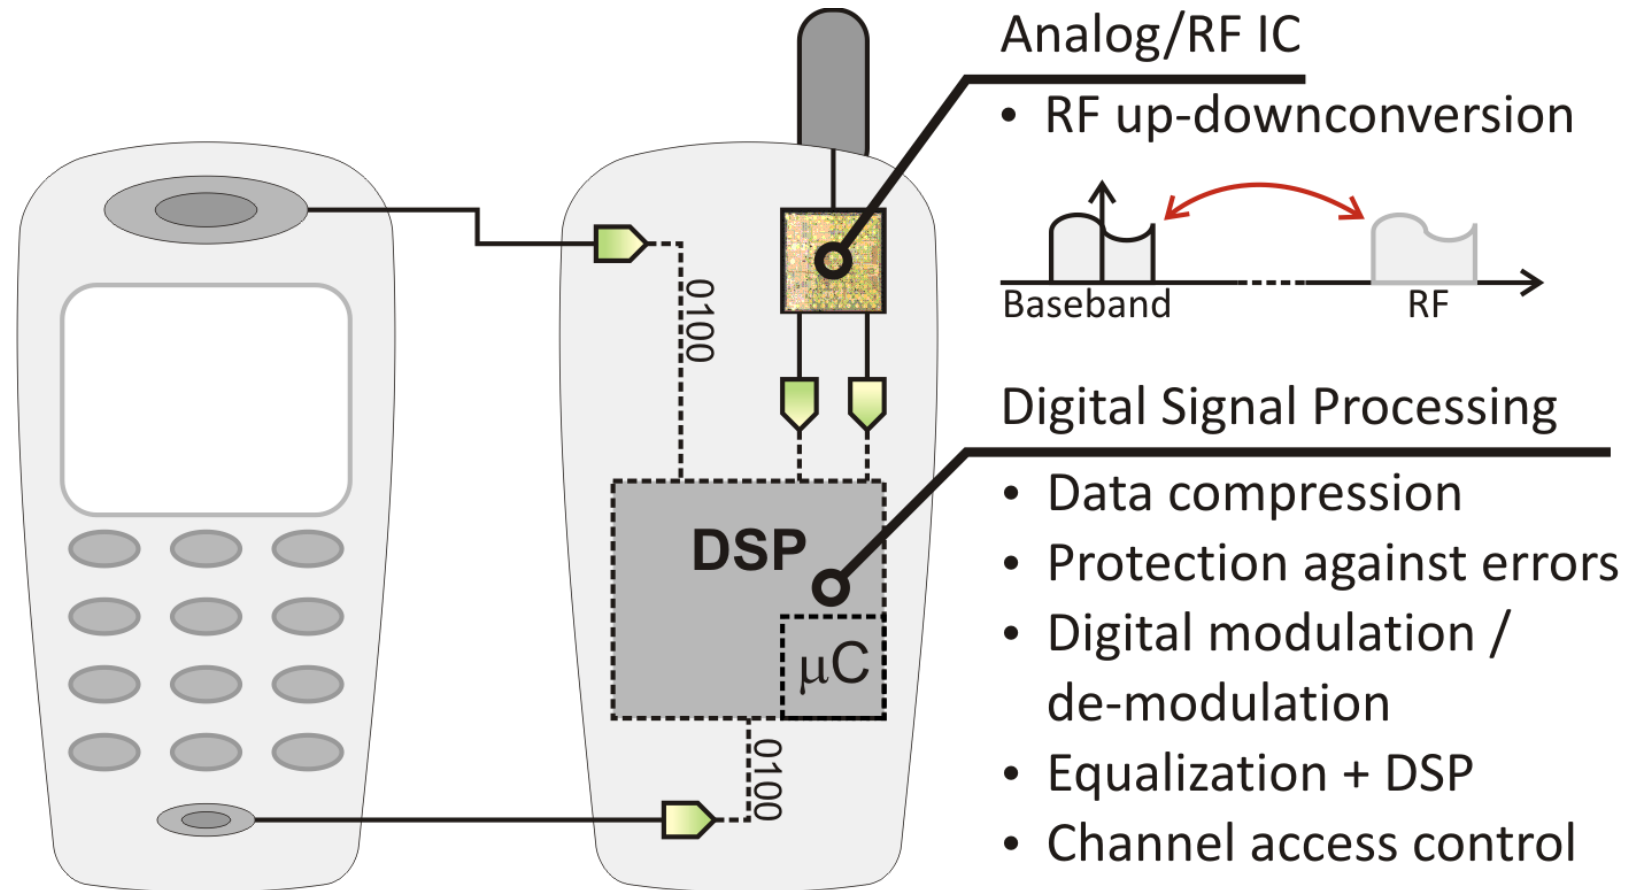 Analog/RF IC
• RF up-downconversion
Baseband
RF
0100
Digital Signal Processing
• Data compression
• Protection against errors
• Digital modulation /
de-modulation
• Equalization + DSP
• Channel access control
DSP
μC
0100